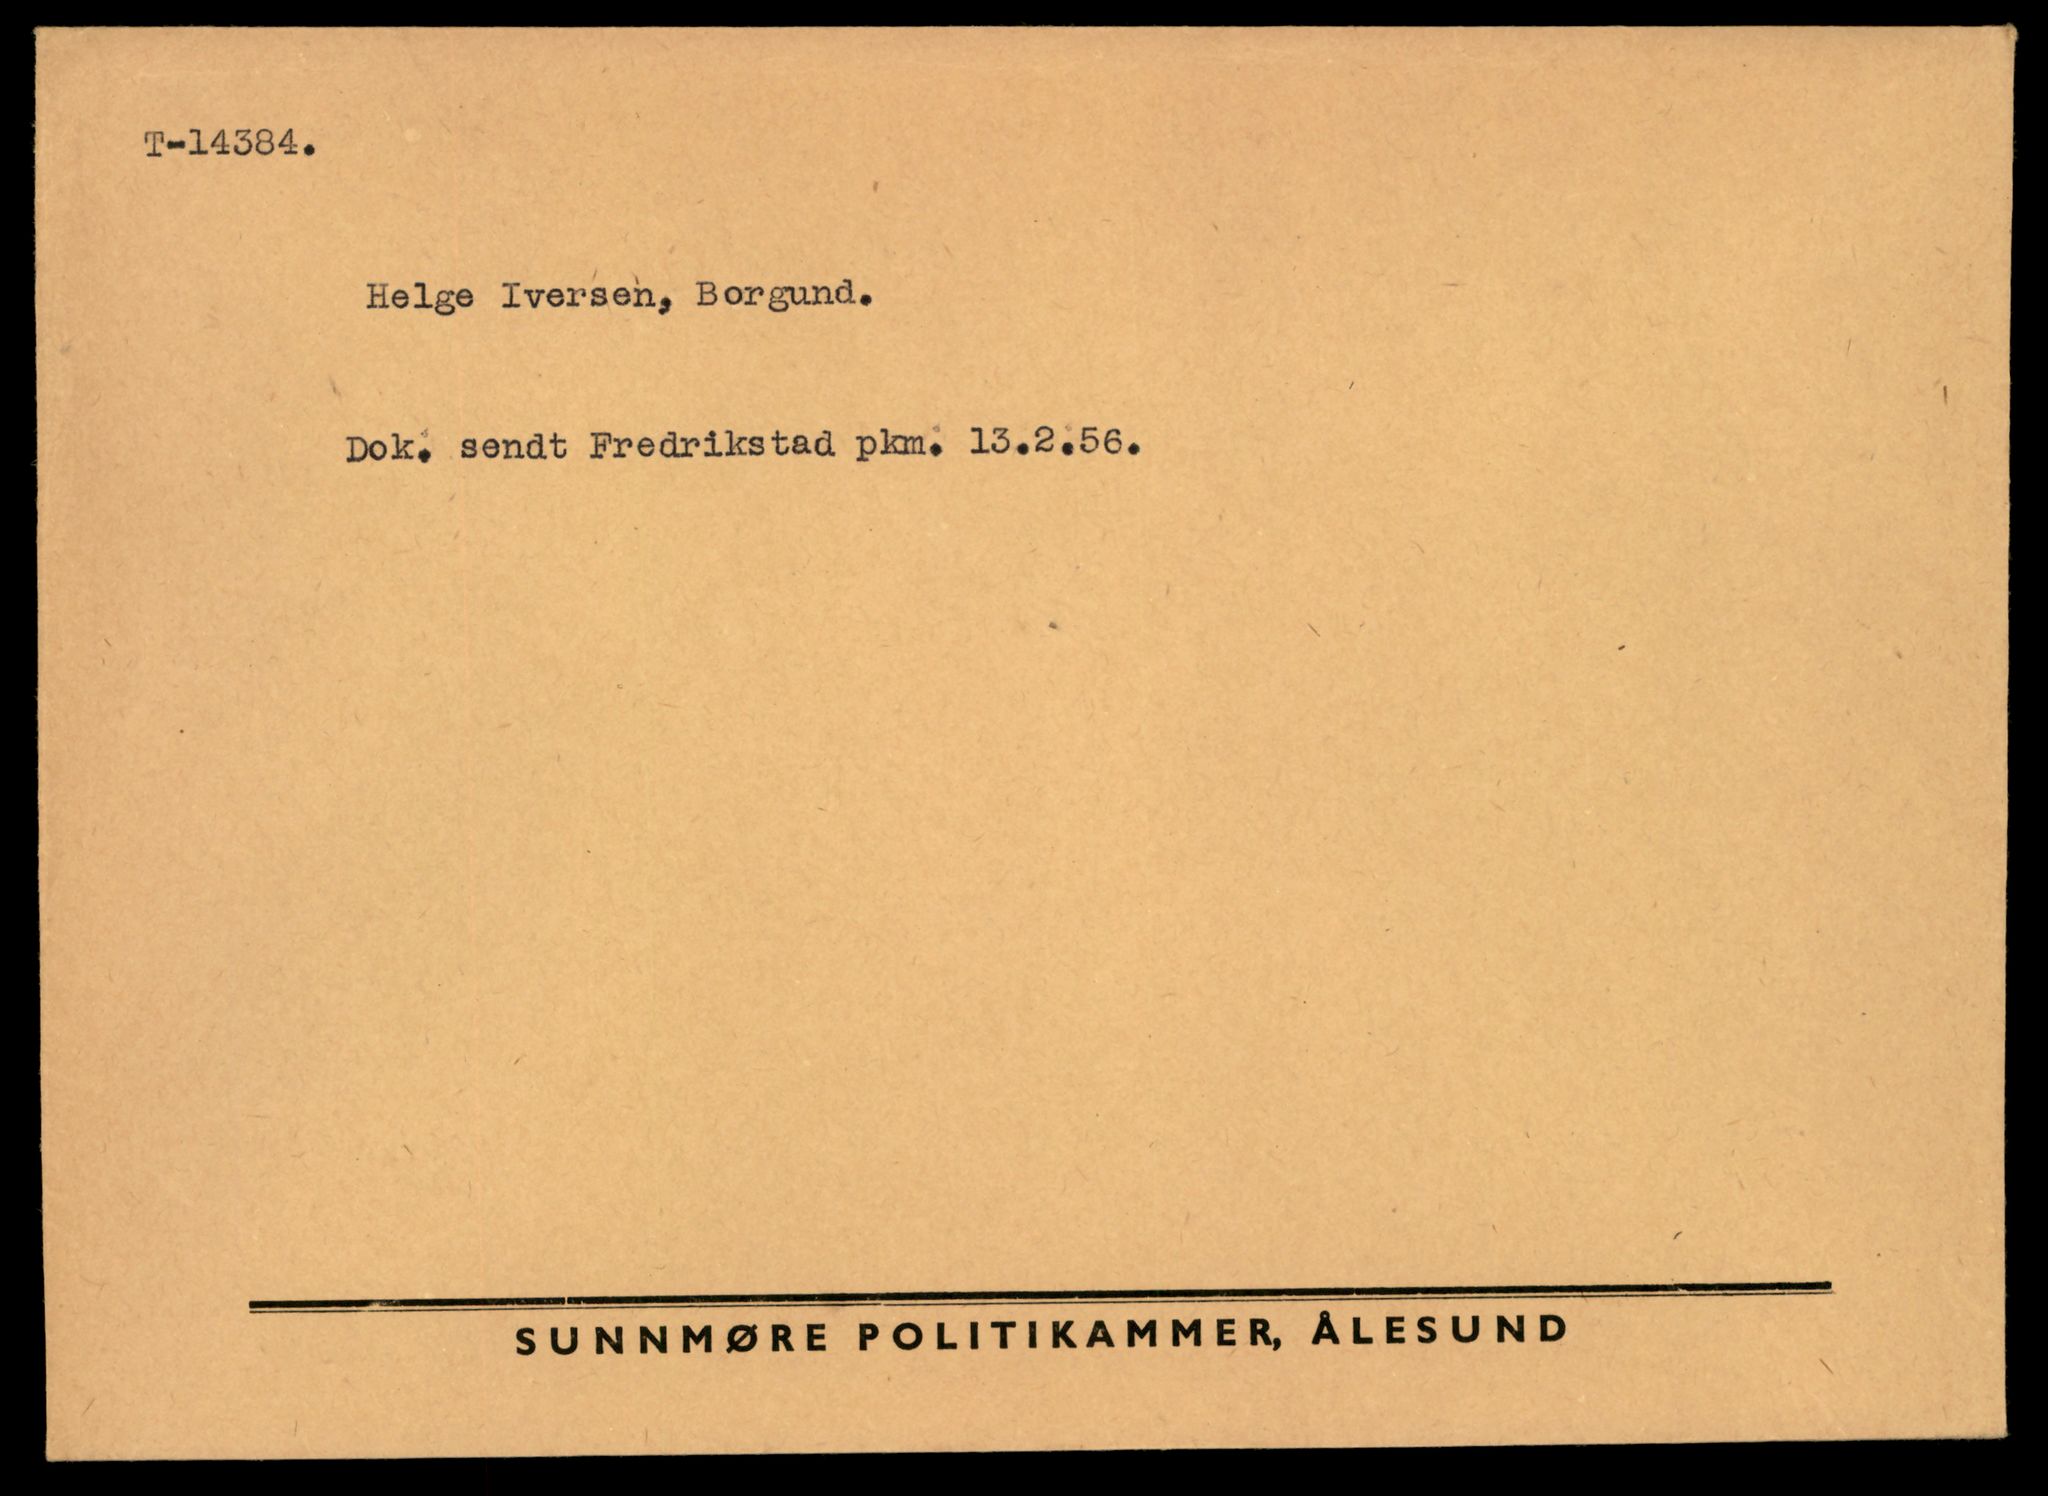 T-14384.
Helge Iversen, Borgund.
Dok. sendt Fredrikstad pkm. 13.2.56.
SUNNMØRE POLITIKAMMER, ÅLESUND